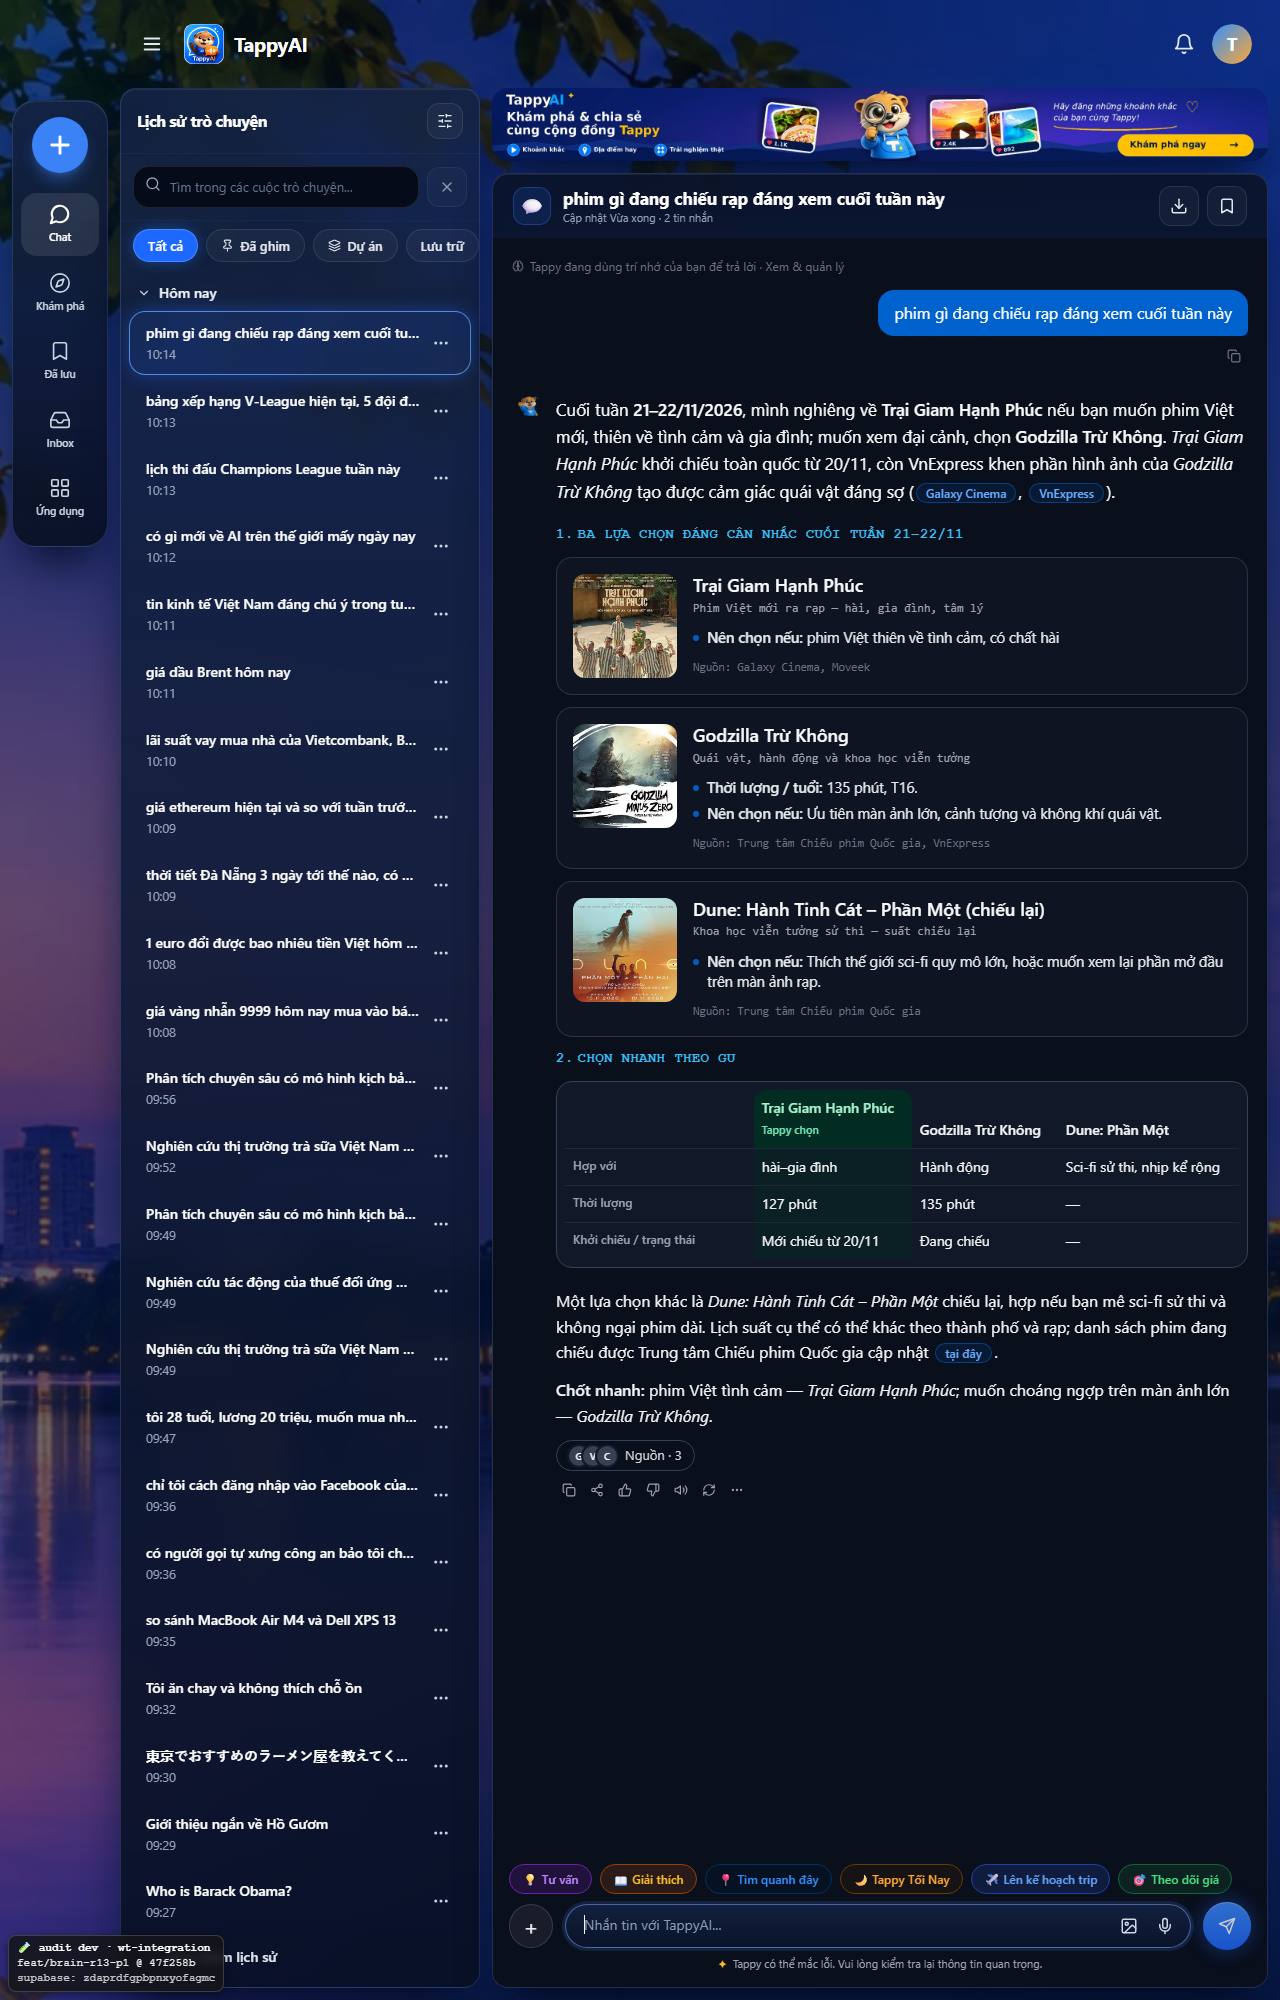 TappyAI
T
Chat
Khám phá
Đã lưu
Inbox
Ứng dụng
Lịch sử trò chuyện
Tìm trong các cuộc trò chuyện...
Tất cả
Đã ghim
Dự án
Lưu trữ
Hôm nay
phim gì đang chiếu rạp đáng xem cuối tu...
10:14
bảng xếp hạng V-League hiện tại, 5 đội đ...
10:13
lịch thi đấu Champions League tuần này
10:13
có gì mới về AI trên thế giới mấy ngày nay
10:12
tin kinh tế Việt Nam đáng chú ý trong tu...
10:11
giá dầu Brent hôm nay
10:11
lãi suất vay mua nhà của Vietcombank, B...
10:10
giá ethereum hiện tại và so với tuần trướ...
10:09
thời tiết Đà Nẵng 3 ngày tới thế nào, có ...
10:09
1 euro đổi được bao nhiêu tiền Việt hôm ...
10:08
giá vàng nhẫn 9999 hôm nay mua vào bá...
10:08
Phân tích chuyên sâu có mô hình kịch bả...
09:56
Nghiên cứu thị trường trà sữa Việt Nam ...
09:52
Phân tích chuyên sâu có mô hình kịch bả...
09:49
Nghiên cứu tác động của thuế đối ứng ...
09:49
Nghiên cứu thị trường trà sữa Việt Nam ...
09:49
tôi 28 tuổi, lương 20 triệu, muốn mua nh...
09:47
chỉ tôi cách đăng nhập vào Facebook của...
09:36
có người gọi tự xưng công an bảo tôi ch...
09:36
so sánh MacBook Air M4 và Dell XPS 13
09:35
Tôi ăn chay và không thích chỗ ồn
09:32
東京でおすすめのラーメン屋を教えてく...
09:30
Giới thiệu ngắn về Hồ Gươm
09:29
Who is Barack Obama?
09:27
m lịch sử
audit dev · wt-integration
feat/brain-r13-p1 @ 47f258b
supabase: zdaprdfgpbpnxyofagmc
TappyAI
Khám phá & chia sẻ
cùng cộng đồng Tappy
Khoảnh khắc
Địa điểm hay
Trải nghiệm thật
1.1K
2.4K
892
Hãy đăng những khoảnh khắc
của bạn cùng Tappy!
Khám phá ngay →
phim gì đang chiếu rạp đáng xem cuối tuần này
Cập nhật Vừa xong · 2 tin nhắn
Tappy đang dùng trí nhớ của bạn để trả lời · Xem & quản lý
phim gì đang chiếu rạp đáng xem cuối tuần này
Cuối tuần 21–22/11/2026, mình nghiêng về Trại Giam Hạnh Phúc nếu bạn muốn phim Việt
mới, thiên về tình cảm và gia đình; muốn xem đại cảnh, chọn Godzilla Trừ Không. Trại Giam
Hạnh Phúc khởi chiếu toàn quốc từ 20/11, còn VnExpress khen phần hình ảnh của Godzilla
Trừ Không tạo được cảm giác quái vật đáng sợ ( Galaxy Cinema , VnExpress ).
1. BA LỰA CHỌN ĐÁNG CÂN NHẮC CUỐI TUẦN 21–22/11
TRẠI GIAM
HẠNH PHÚC
Trại Giam Hạnh Phúc
Phim Việt mới ra rạp — hài, gia đình, tâm lý
Nên chọn nếu: phim Việt thiên về tình cảm, có chất hài
Nguồn: Galaxy Cinema, Moveek
GODZILLA
MINUS ZERO
Godzilla Trừ Không
Quái vật, hành động và khoa học viễn tưởng
Thời lượng / tuổi: 135 phút, T16.
Nên chọn nếu: Ưu tiên màn ảnh lớn, cảnh tượng và không khí quái vật.
Nguồn: Trung tâm Chiếu phim Quốc gia, VnExpress
DUNE
PHẦN MỘT PHẦN HAI
Dune: Hành Tinh Cát – Phần Một (chiếu lại)
Khoa học viễn tưởng sử thi — suất chiếu lại
Nên chọn nếu: Thích thế giới sci-fi quy mô lớn, hoặc muốn xem lại phần mở đầu
trên màn ảnh rạp.
Nguồn: Trung tâm Chiếu phim Quốc gia
2. CHỌN NHANH THEO GU
Trại Giam Hạnh Phúc
Tappy chọn
Godzilla Trừ Không
Dune: Phần Một
Hợp với
hài–gia đình
Hành động
Sci-fi sử thi, nhịp kể rộng
Thời lượng
127 phút
135 phút
—
Khởi chiếu / trạng thái
Mới chiếu từ 20/11
Đang chiếu
—
Một lựa chọn khác là Dune: Hành Tinh Cát – Phần Một chiếu lại, hợp nếu bạn mê sci-fi sử thi và
không ngại phim dài. Lịch suất cụ thể có thể khác theo thành phố và rạp; danh sách phim đang
chiếu được Trung tâm Chiếu phim Quốc gia cập nhật tại đây .
Chốt nhanh: phim Việt tình cảm — Trại Giam Hạnh Phúc; muốn choáng ngợp trên màn ảnh lớn
— Godzilla Trừ Không.
G V C Nguồn · 3
Tư vấn
Giải thích
Tìm quanh đây
Tappy Tối Nay
Lên kế hoạch trip
Theo dõi giá
Nhắn tin với TappyAI...
Tappy có thể mắc lỗi. Vui lòng kiểm tra lại thông tin quan trọng.